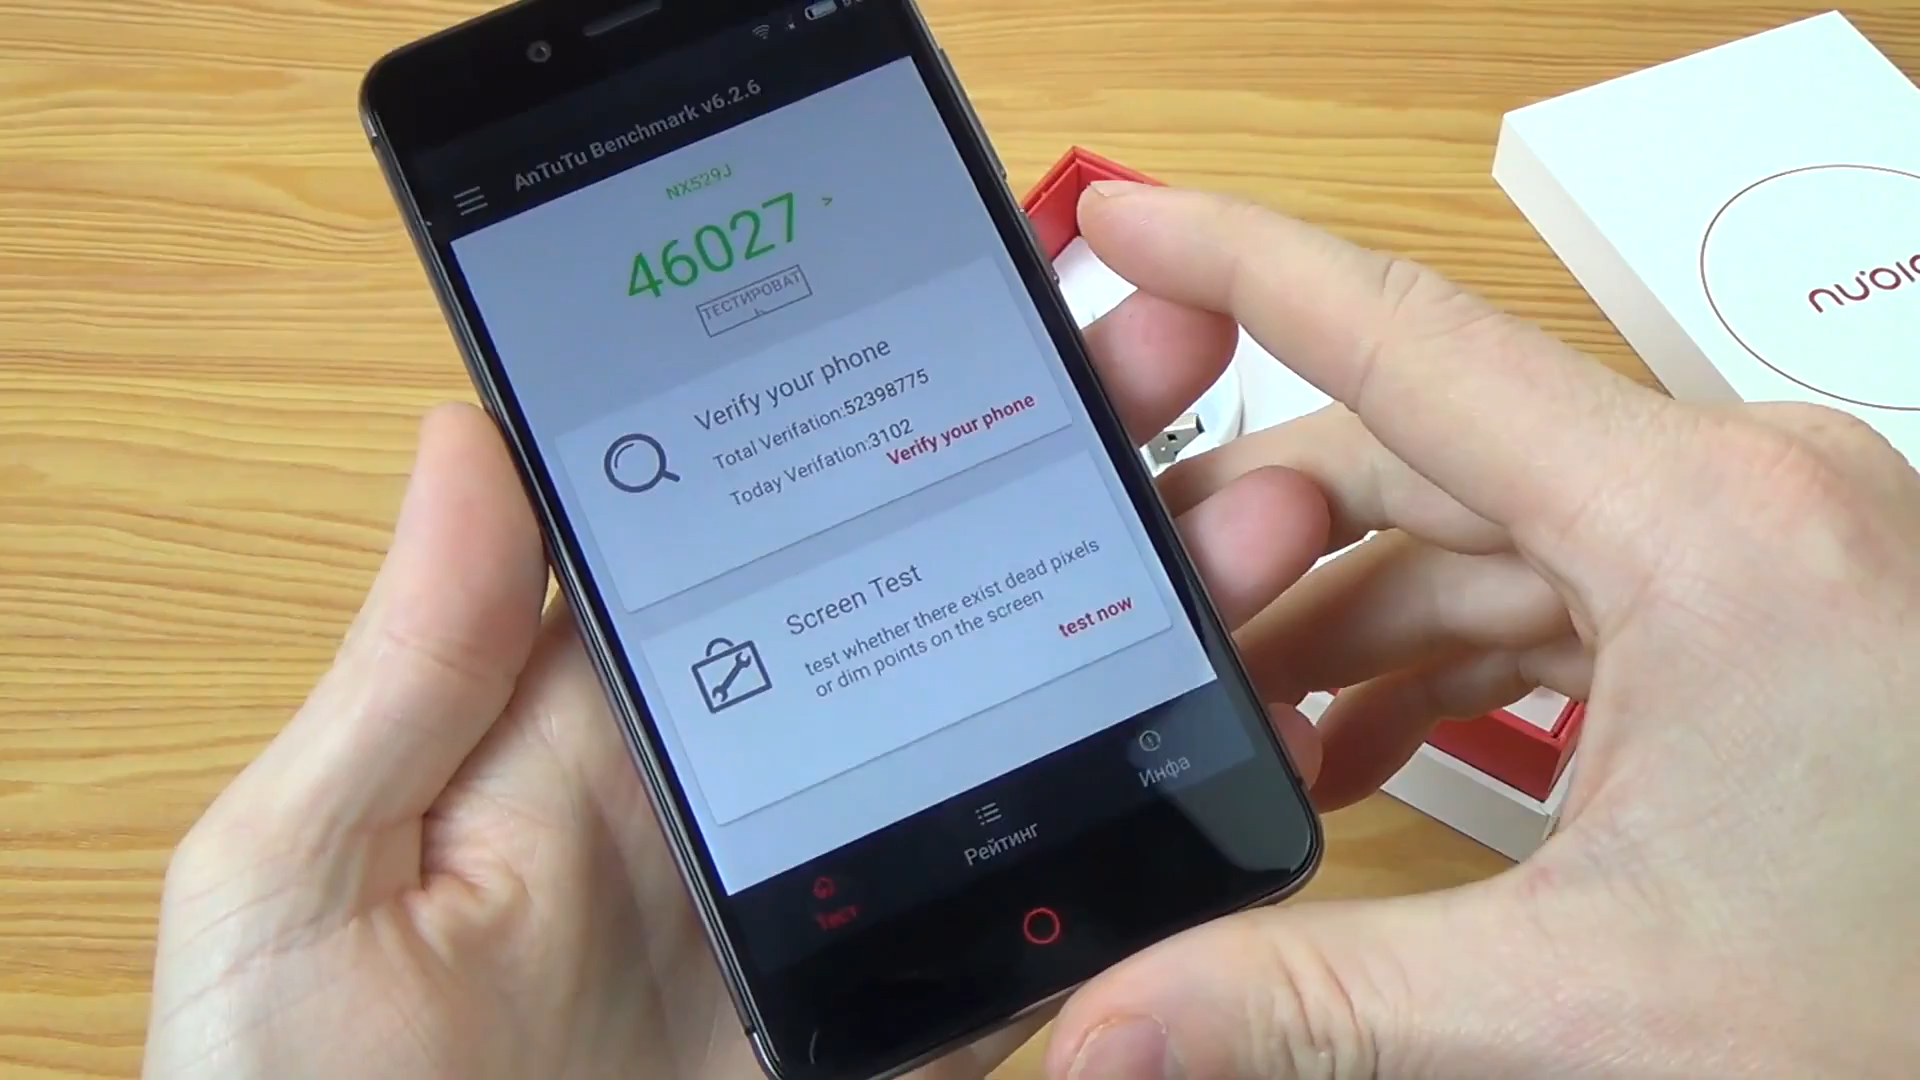 AnTuTu Benchmark v6.2.6
NX529J
46027 >
ТЕСТИРОВАТ
Ь
Verify your phone
Total Verifation:52398775
Today Verifation:3102
Verify your phone
Screen Test
test whether there exist dead pixels
or dim points on the screen
test now
Инфа
Рейтинг
Тест